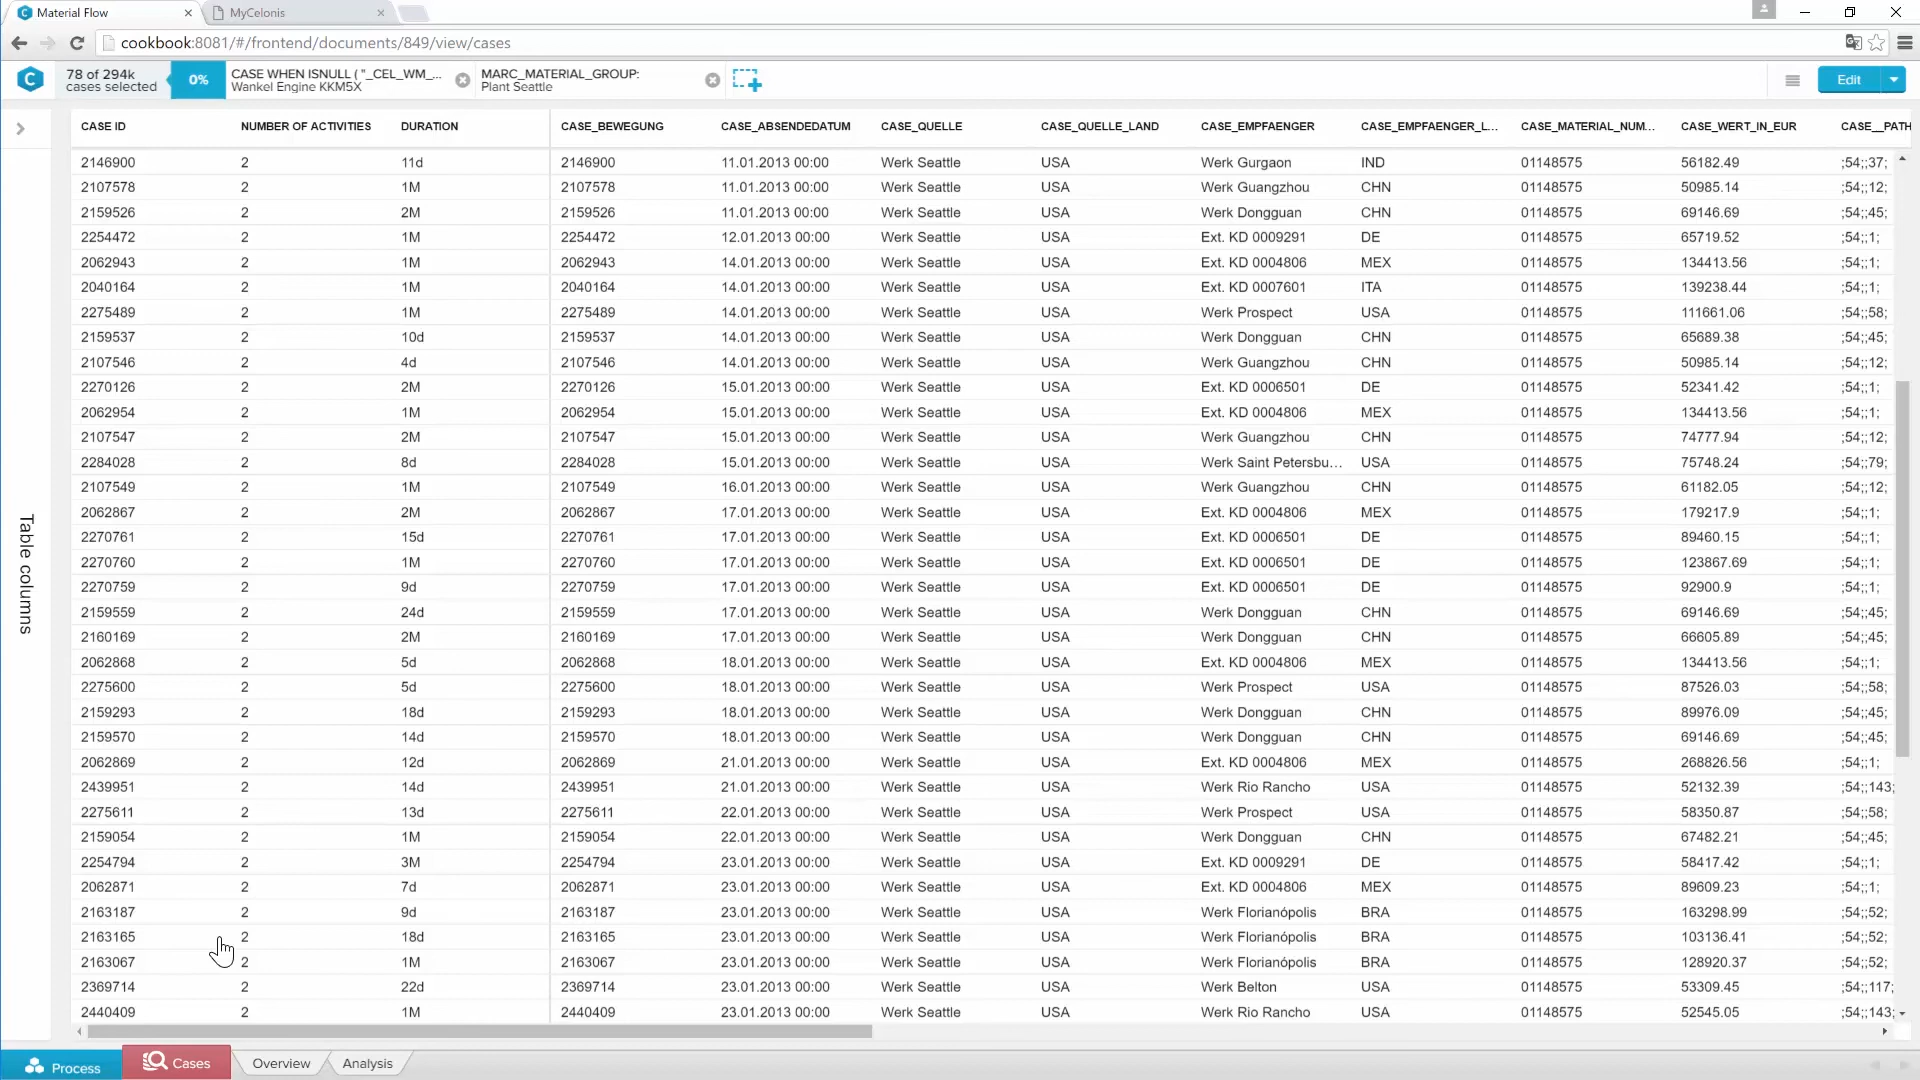 Material Flow
MyCelonis
cookbook:8081/#/frontend/documents/849/view/cases
78 of 294k
cases selected
0%
CASE WHEN ISNULL ( "_CEL_WM_...
Wankel Engine KKM5X
MARC_MATERIAL_GROUP:
Plant Seattle
Edit
CASE ID NUMBER OF ACTIVITIES DURATION CASE_BEWEGUNG CASE_ABSENDEDATUM CASE_QUELLE CASE_QUELLE_LAND CASE_EMPFAENGER CASE_EMPFAENGER_L... CASE_MATERIAL_NUM... CASE_WERT_IN_EUR CASE__PATH
2146900 2 11d 2146900 11.01.2013 00:00 Werk Seattle USA Werk Gurgaon IND 01148575 56182.49 ;54;;37;
2107578 2 1M 2107578 11.01.2013 00:00 Werk Seattle USA Werk Guangzhou CHN 01148575 50985.14 ;54;;12;
2159526 2 2M 2159526 11.01.2013 00:00 Werk Seattle USA Werk Dongguan CHN 01148575 69146.69 ;54;;45;
2254472 2 1M 2254472 12.01.2013 00:00 Werk Seattle USA Ext. KD 0009291 DE 01148575 65719.52 ;54;;1;
2062943 2 1M 2062943 14.01.2013 00:00 Werk Seattle USA Ext. KD 0004806 MEX 01148575 134413.56 ;54;;1;
2040164 2 1M 2040164 14.01.2013 00:00 Werk Seattle USA Ext. KD 0007601 ITA 01148575 139238.44 ;54;;1;
2275489 2 1M 2275489 14.01.2013 00:00 Werk Seattle USA Werk Prospect USA 01148575 111661.06 ;54;;58;
2159537 2 10d 2159537 14.01.2013 00:00 Werk Seattle USA Werk Dongguan CHN 01148575 65689.38 ;54;;45;
2107546 2 4d 2107546 14.01.2013 00:00 Werk Seattle USA Werk Guangzhou CHN 01148575 50985.14 ;54;;12;
2270126 2 2M 2270126 15.01.2013 00:00 Werk Seattle USA Ext. KD 0006501 DE 01148575 52341.42 ;54;;1;
2062954 2 1M 2062954 15.01.2013 00:00 Werk Seattle USA Ext. KD 0004806 MEX 01148575 134413.56 ;54;;1;
2107547 2 2M 2107547 15.01.2013 00:00 Werk Seattle USA Werk Guangzhou CHN 01148575 74777.94 ;54;;12;
2284028 2 8d 2284028 15.01.2013 00:00 Werk Seattle USA Werk Saint Petersbu... USA 01148575 75748.24 ;54;;79;
2107549 2 1M 2107549 16.01.2013 00:00 Werk Seattle USA Werk Guangzhou CHN 01148575 61182.05 ;54;;12;
2062867 2 2M 2062867 17.01.2013 00:00 Werk Seattle USA Ext. KD 0004806 MEX 01148575 179217.9 ;54;;1;
2270761 2 15d 2270761 17.01.2013 00:00 Werk Seattle USA Ext. KD 0006501 DE 01148575 89460.15 ;54;;1;
2270760 2 1M 2270760 17.01.2013 00:00 Werk Seattle USA Ext. KD 0006501 DE 01148575 123867.69 ;54;;1;
2270759 2 9d 2270759 17.01.2013 00:00 Werk Seattle USA Ext. KD 0006501 DE 01148575 92900.9 ;54;;1;
2159559 2 24d 2159559 17.01.2013 00:00 Werk Seattle USA Werk Dongguan CHN 01148575 69146.69 ;54;;45;
2160169 2 2M 2160169 17.01.2013 00:00 Werk Seattle USA Werk Dongguan CHN 01148575 66605.89 ;54;;45;
2062868 2 5d 2062868 18.01.2013 00:00 Werk Seattle USA Ext. KD 0004806 MEX 01148575 134413.56 ;54;;1;
2275600 2 5d 2275600 18.01.2013 00:00 Werk Seattle USA Werk Prospect USA 01148575 87526.03 ;54;;58;
2159293 2 18d 2159293 18.01.2013 00:00 Werk Seattle USA Werk Dongguan CHN 01148575 89976.09 ;54;;45;
2159570 2 14d 2159570 18.01.2013 00:00 Werk Seattle USA Werk Dongguan CHN 01148575 69146.69 ;54;;45;
2062869 2 12d 2062869 21.01.2013 00:00 Werk Seattle USA Ext. KD 0004806 MEX 01148575 268826.56 ;54;;1;
2439951 2 14d 2439951 21.01.2013 00:00 Werk Seattle USA Werk Rio Rancho USA 01148575 52132.39 ;54;;143;
2275611 2 13d 2275611 22.01.2013 00:00 Werk Seattle USA Werk Prospect USA 01148575 58350.87 ;54;;58;
2159054 2 1M 2159054 22.01.2013 00:00 Werk Seattle USA Werk Dongguan CHN 01148575 67482.21 ;54;;45;
2254794 2 3M 2254794 23.01.2013 00:00 Werk Seattle USA Ext. KD 0009291 DE 01148575 58417.42 ;54;;1;
2062871 2 7d 2062871 23.01.2013 00:00 Werk Seattle USA Ext. KD 0004806 MEX 01148575 89609.23 ;54;;1;
2163187 2 9d 2163187 23.01.2013 00:00 Werk Seattle USA Werk Florianópolis BRA 01148575 163298.99 ;54;;52;
2163165 2 18d 2163165 23.01.2013 00:00 Werk Seattle USA Werk Florianópolis BRA 01148575 103136.41 ;54;;52;
2163067 2 1M 2163067 23.01.2013 00:00 Werk Seattle USA Werk Florianópolis BRA 01148575 128920.37 ;54;;52;
2369714 2 22d 2369714 23.01.2013 00:00 Werk Seattle USA Werk Belton USA 01148575 53309.45 ;54;;117;
2440409 2 1M 2440409 23.01.2013 00:00 Werk Seattle USA Werk Rio Rancho USA 01148575 52545.05 ;54;;143;
Table columns
Process
Cases
Overview
Analysis